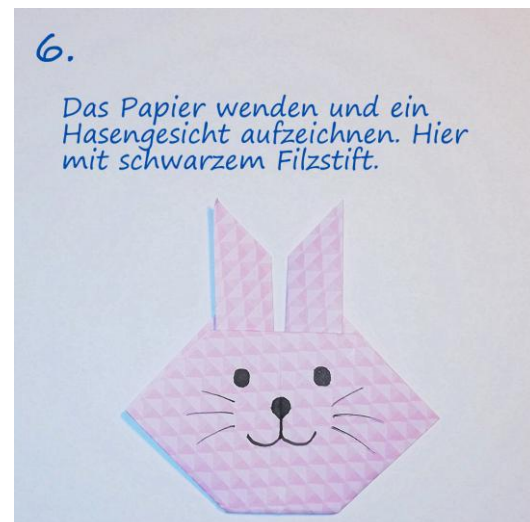 6.
Das Papier wenden und ein
Hasengesicht aufzeichnen. Hier
mit schwarzem Filzstift.